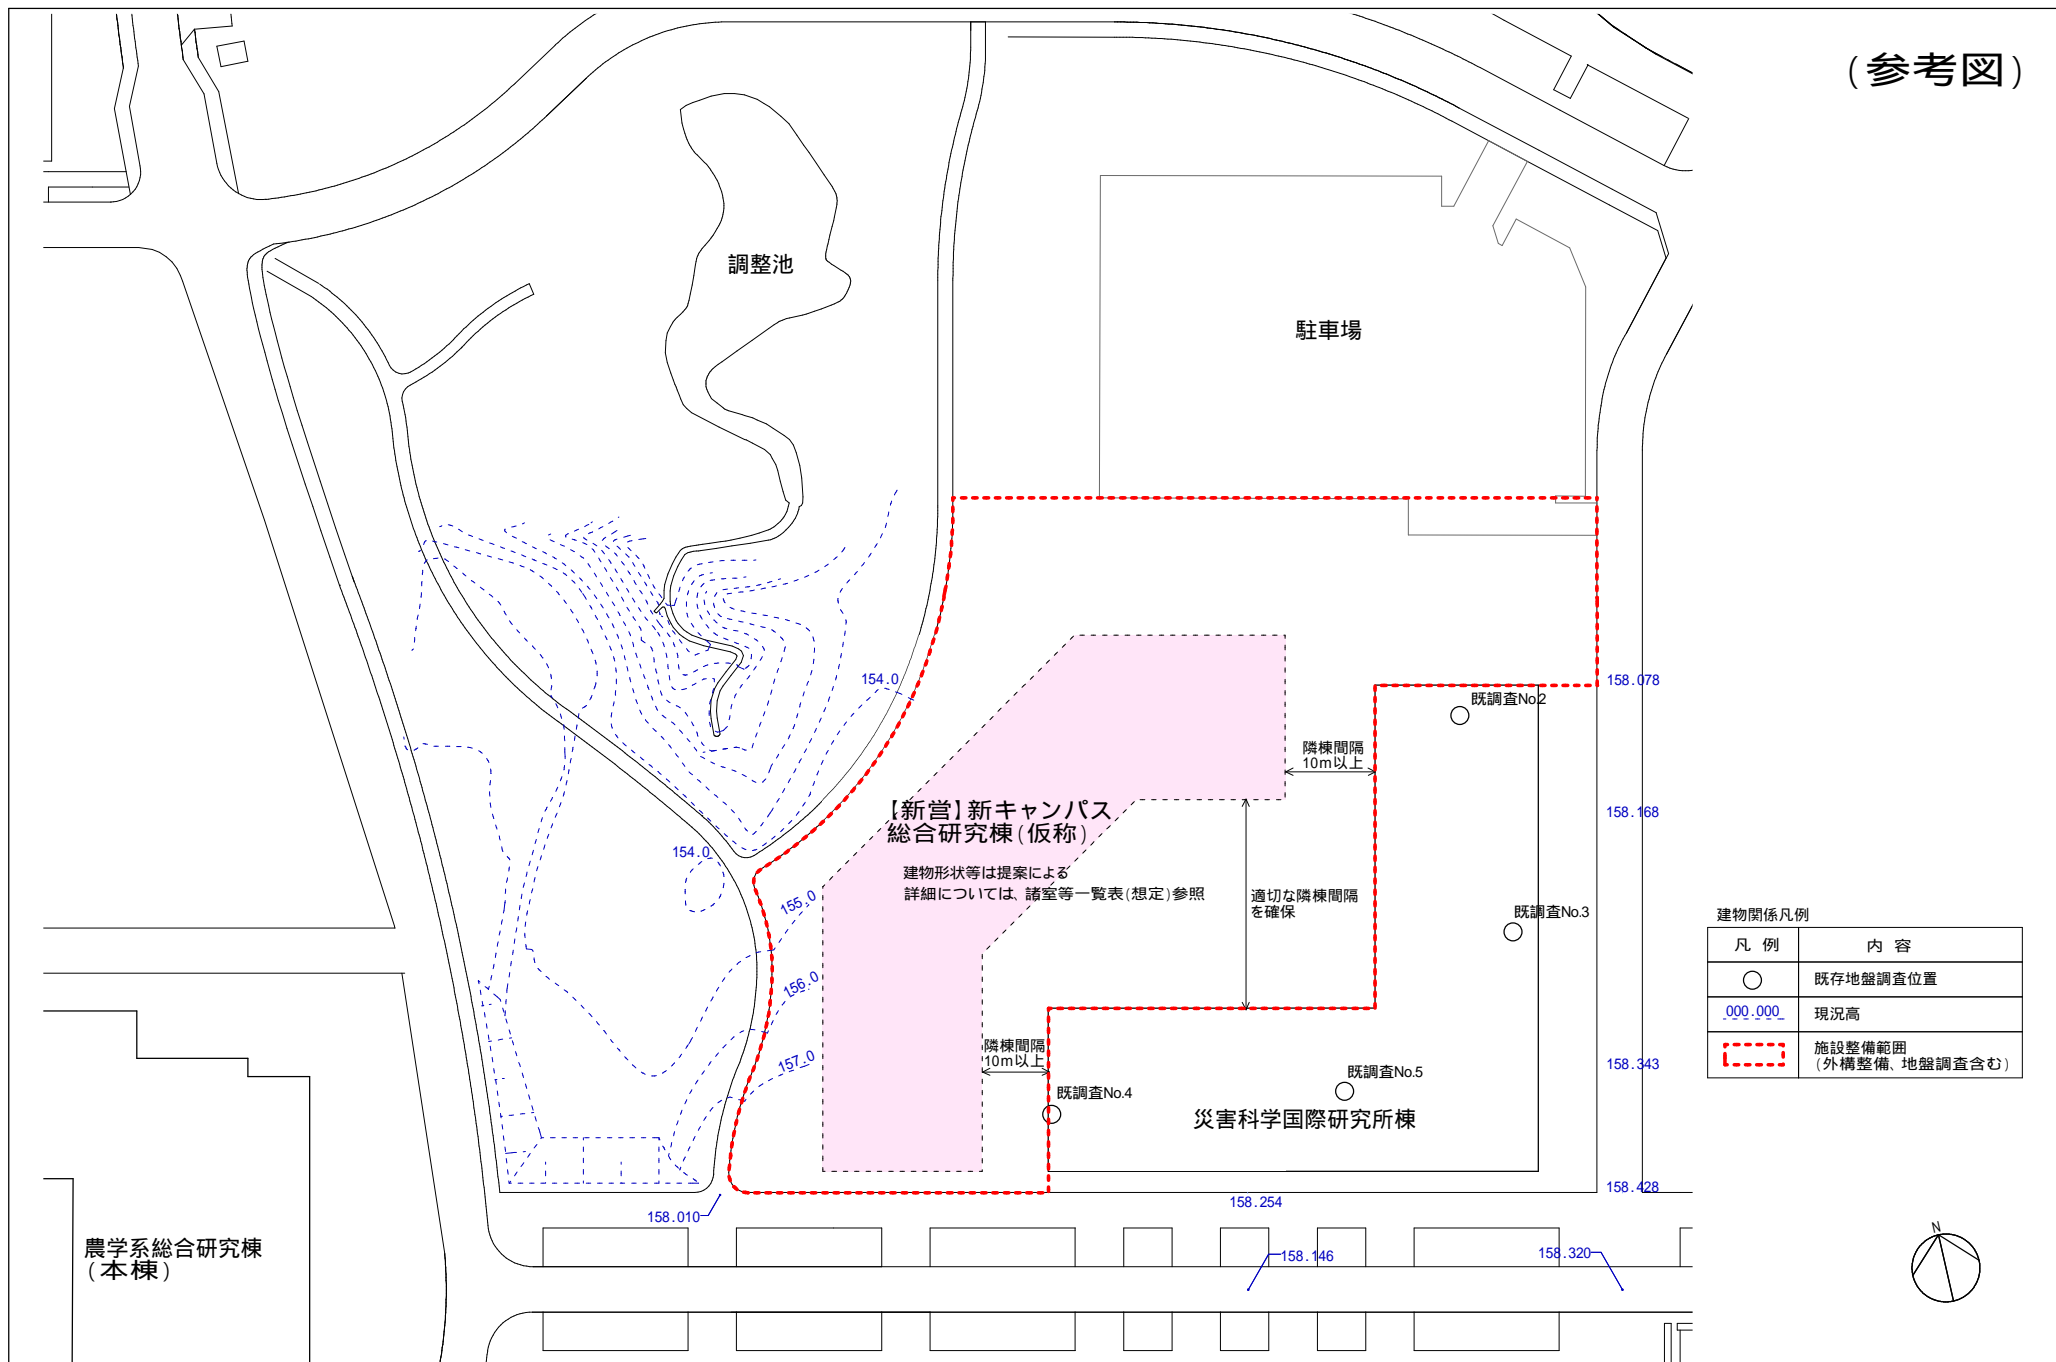 (参考図)
調整池
駐車場
154.0
158.078
既調査No.2
隣棟間隔
10m以上
【新営】新キャンパス
総合研究棟(仮称)
158.168
154.0
建物形状等は提案による
詳細については、諸室等一覧表(想定)参照
155.0
適切な隣棟間隔
を確保
既調査No.3
建物関係凡例
凡 例
内 容
既存地盤調査位置
000.000
現況高
施設整備範囲
(外構整備、地盤調査含む)
156.0
157.0
隣棟間隔
10m以上
158.343
既調査No.4
既調査No.5
災害科学国際研究所棟
158.428
158.010
158.254
農学系総合研究棟
(本棟)
158.146
158.320
N